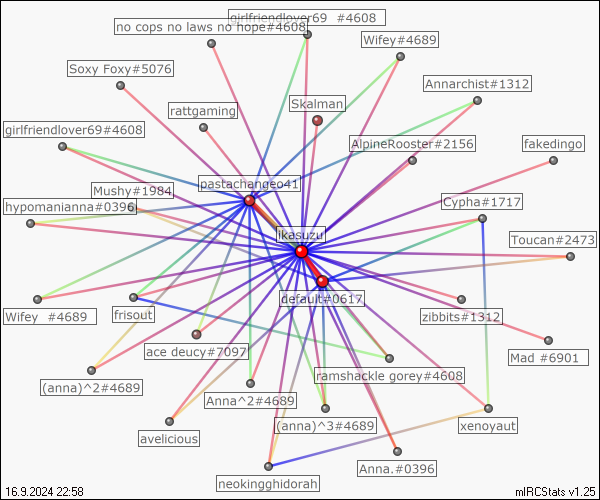 girlfriendlover69 #4608
no cops no laws no hope#4608
Wifey#4689
Soxy Foxy#5076
Annarchist#1312
Skalman
rattgaming
girlfriendlover69#4608
AlpineRooster#2156
fakedingo
pastachangeo41
Mushy#1984
hypomanianna#0396
Cypha#1717
ikasuzu
Toucan#2473
default#0617
Wifey #4689
frisout
zibbits#1312
ace deucy#7097
Mad #6901
ramshackle gorey#4608
(anna)^2#4689
Anna^2#4689
(anna)^3#4689
xenoyaut
avelicious
Anna.#0396
neokingghidorah
16.9.2024 22:58
mIRCStats v1.25